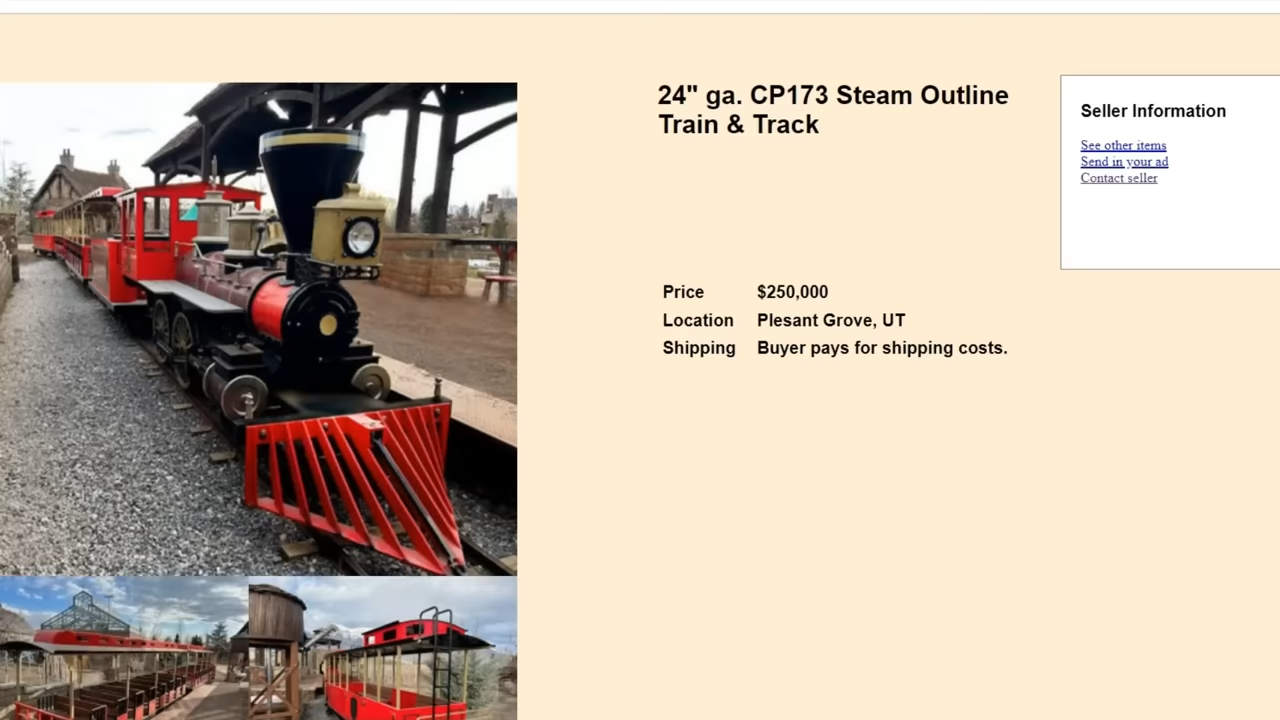 24" ga. CP173 Steam Outline
Train & Track
Seller Information
See other items
Send in your ad
Contact seller
Price $250,000
Location Plesant Grove, UT
Shipping Buyer pays for shipping costs.